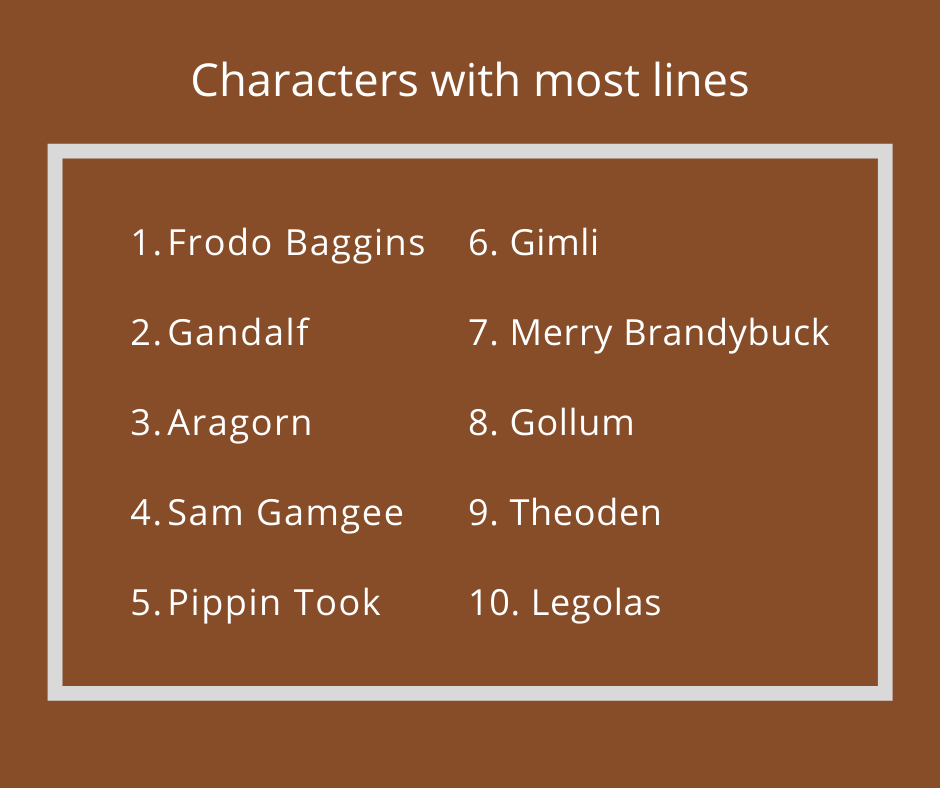 Characters with most lines
1. Frodo Baggins
2. Gandalf
3. Aragorn
4. Sam Gamgee
5. Pippin Took
6. Gimli
7. Merry Brandybuck
8. Gollum
9. Theoden
10. Legolas